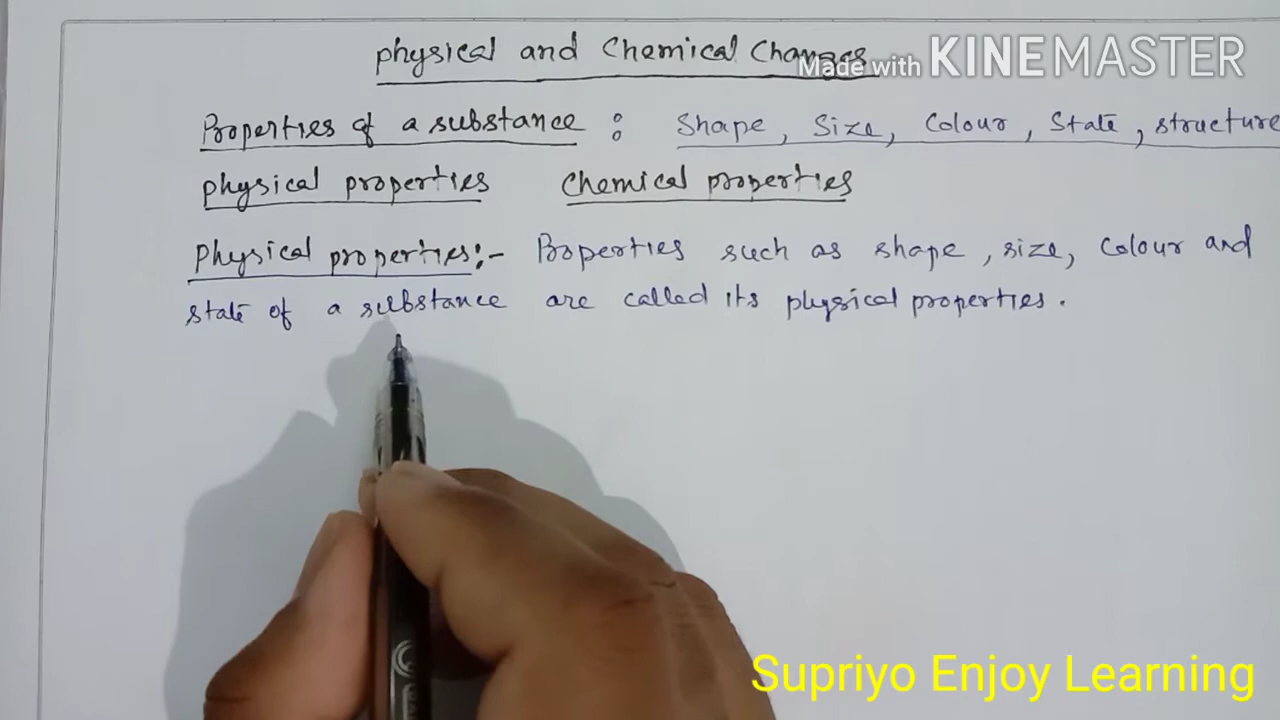 Physical and Chemical Changes
Made with KINEMASTER
Properties of a substance : Shape, Size, Colour, State, structure
physical properties Chemical properties
Physical properties:- Properties such as shape, size, Colour and
state of a substance are called its physical properties.
Supriyo Enjoy Learning